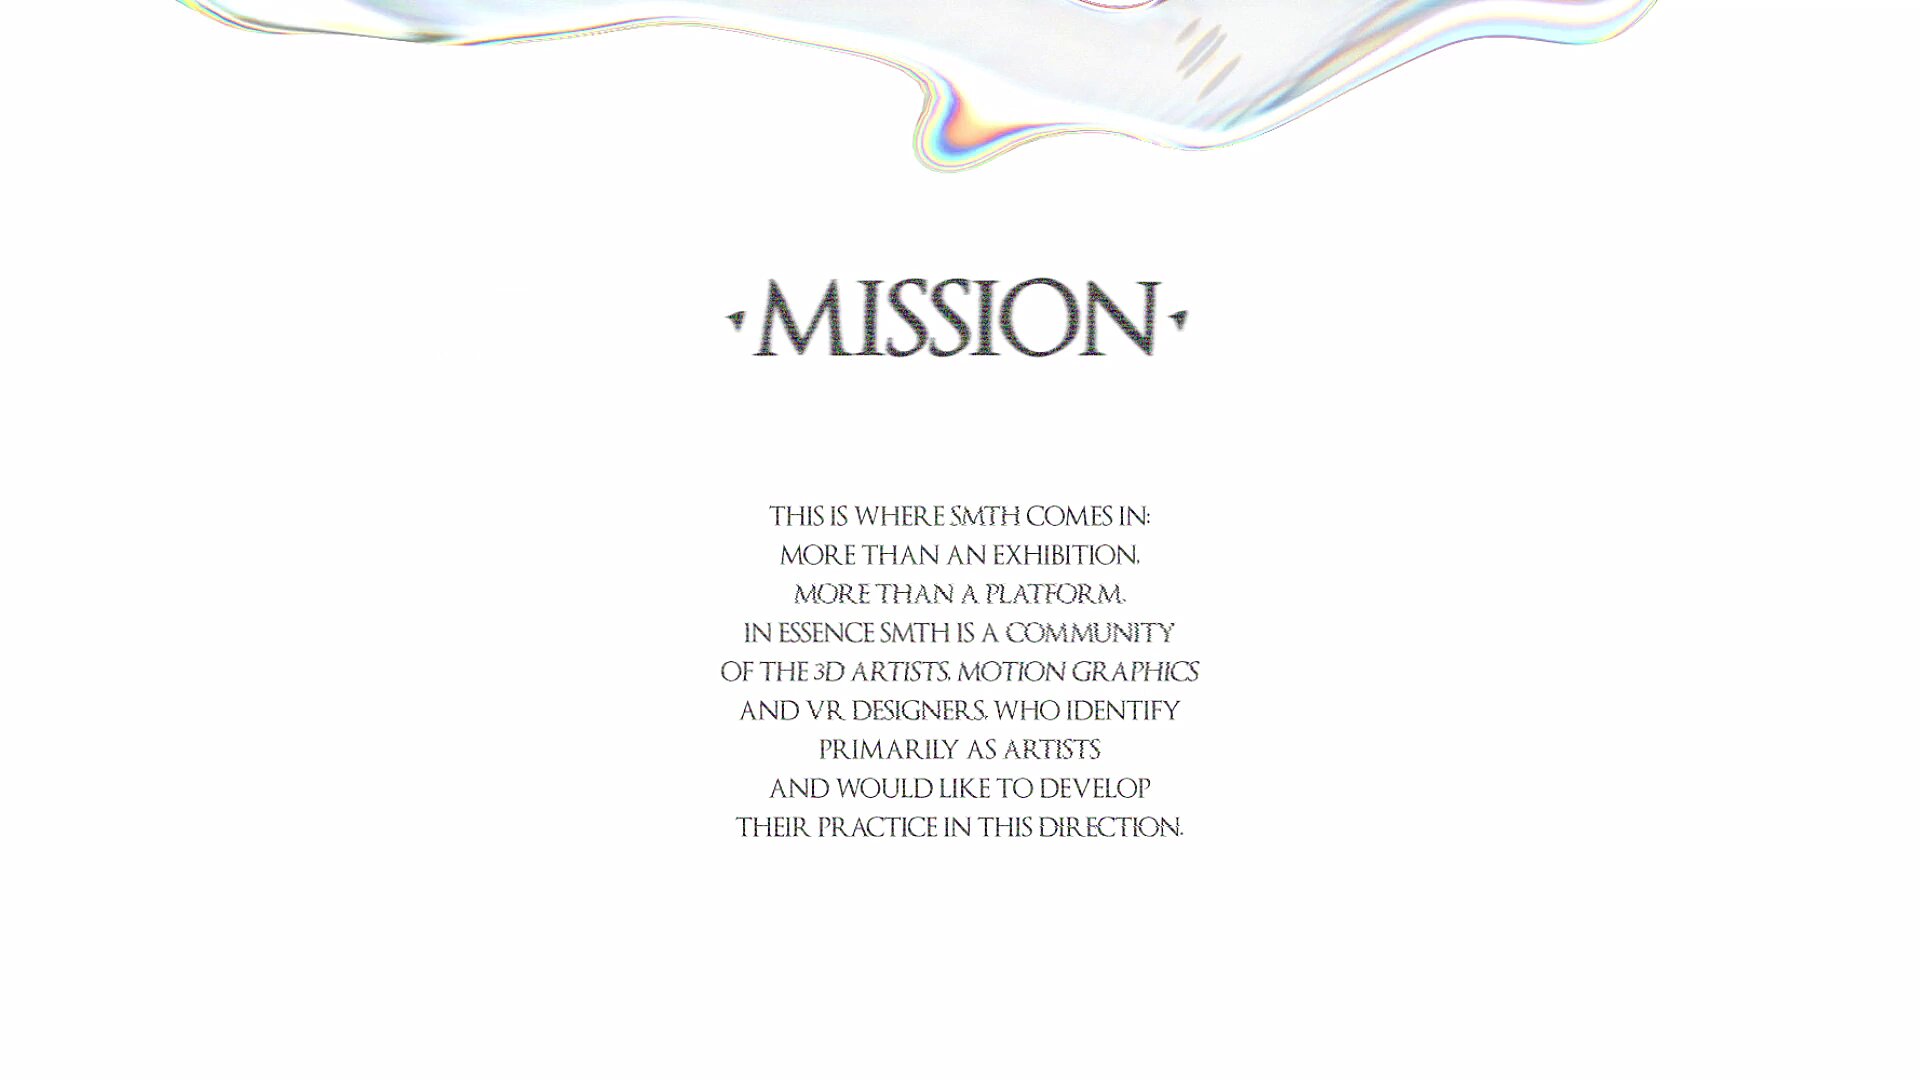 MISSION
THIS IS WHERE SMTH COMES IN:
MORE THAN AN EXHIBITION,
MORE THAN A PLATFORM.
IN ESSENCE SMTH IS A COMMUNITY
OF THE 3D ARTISTS, MOTION GRAPHICS
AND VR DESIGNERS, WHO IDENTIFY
PRIMARILY AS ARTISTS
AND WOULD LIKE TO DEVELOP
THEIR PRACTICE IN THIS DIRECTION.